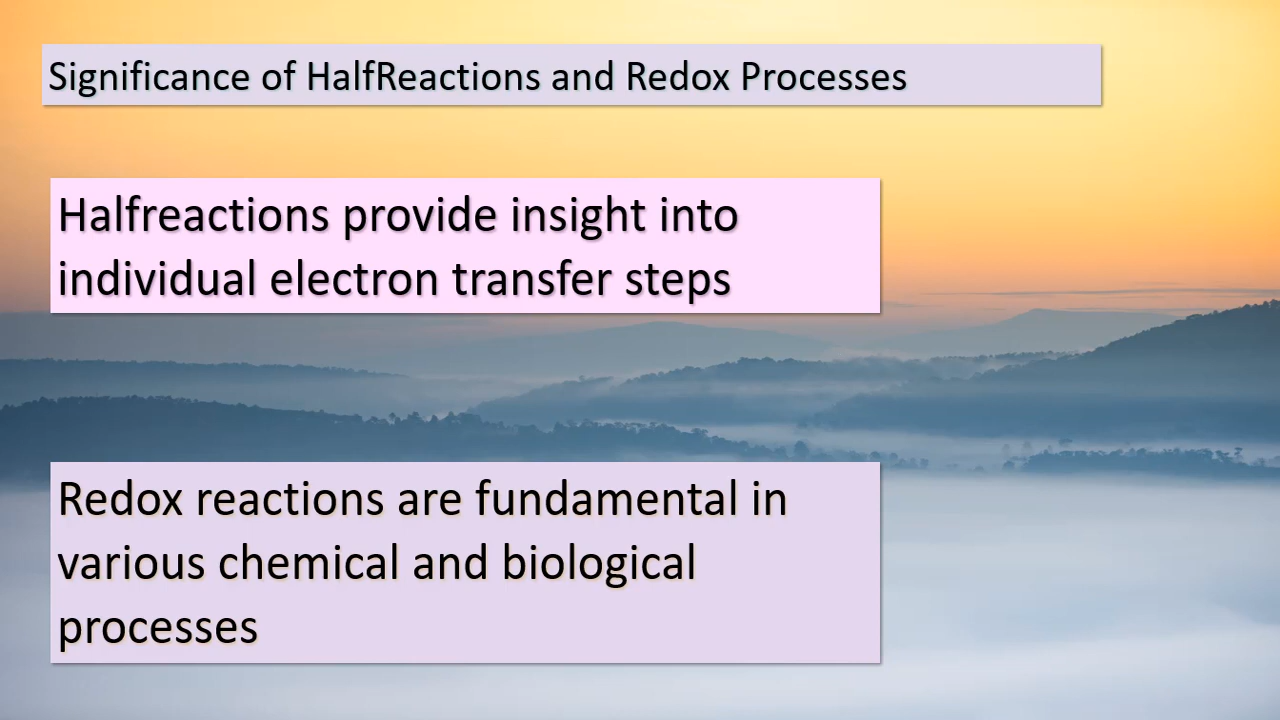 Significance of HalfReactions and Redox Processes
Halfreactions provide insight into
individual electron transfer steps
Redox reactions are fundamental in
various chemical and biological
processes